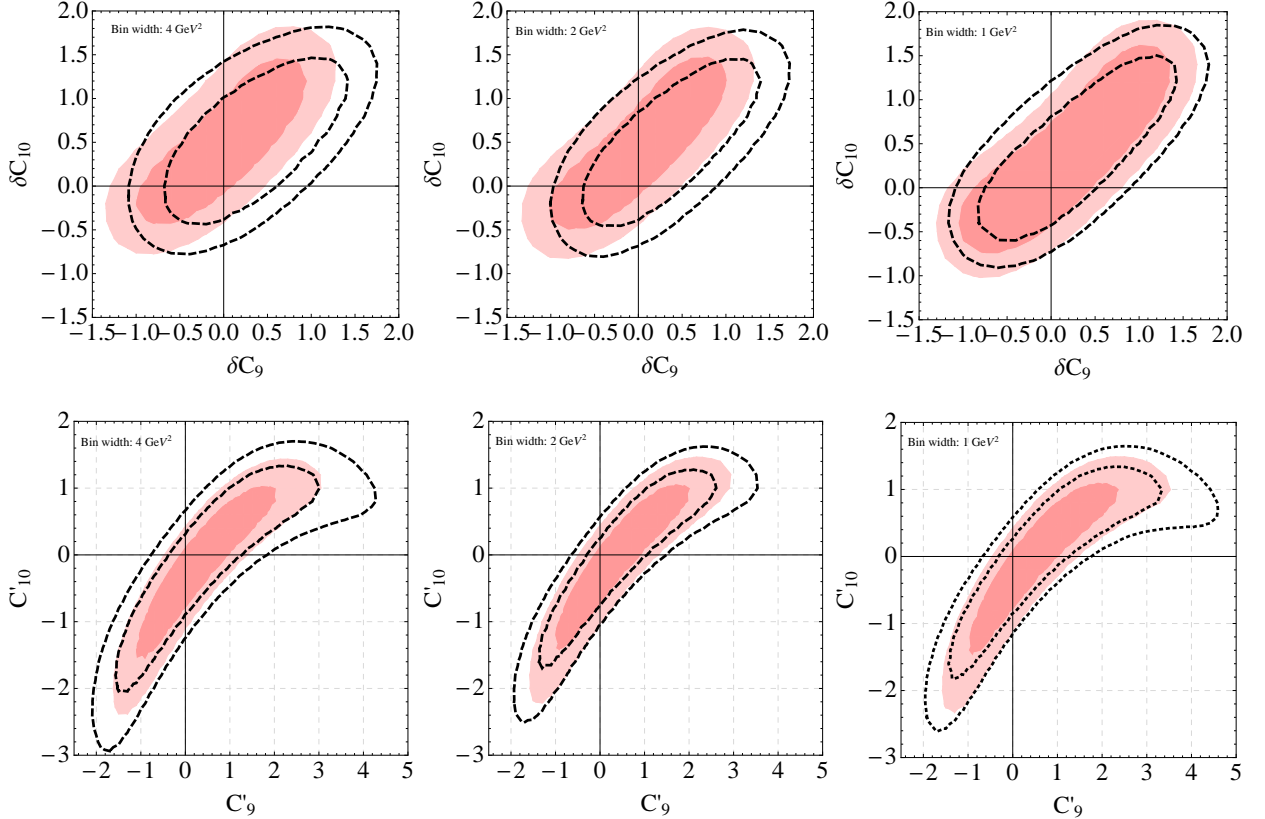 Bin width: 4 GeV²
2.0
1.5
1.0
0.5
0.0
−0.5
−1.0
−1.5
δC₁₀
−1.5 −1.0 −0.5 0.0 0.5 1.0 1.5 2.0
δC₉
Bin width: 2 GeV²
2.0
1.5
1.0
0.5
0.0
−0.5
−1.0
−1.5
δC₁₀
−1.5 −1.0 −0.5 0.0 0.5 1.0 1.5 2.0
δC₉
Bin width: 1 GeV²
2.0
1.5
1.0
0.5
0.0
−0.5
−1.0
−1.5
δC₁₀
−1.5 −1.0 −0.5 0.0 0.5 1.0 1.5 2.0
δC₉
Bin width: 4 GeV²
2
1
0
−1
−2
−3
C'₁₀
−2 −1 0 1 2 3 4 5
C'₉
Bin width: 2 GeV²
2
1
0
−1
−2
−3
C'₁₀
−2 −1 0 1 2 3 4 5
C'₉
Bin width: 1 GeV²
2
1
0
−1
−2
−3
C'₁₀
−2 −1 0 1 2 3 4 5
C'₉